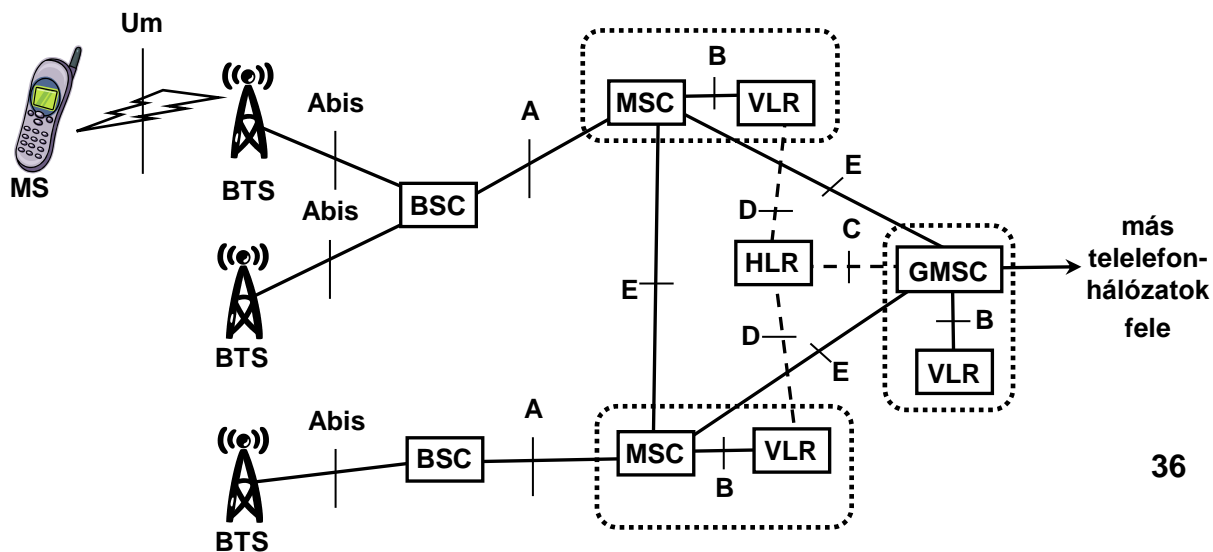 Um
MS
BTS
Abis
Abis
BTS
BSC
A
MSC
B
VLR
E
D
HLR
C
GMSC
B
VLR
E
D
E
más
telelefon-
hálózatok
fele
Abis
BTS
BSC
A
MSC
B
VLR
36